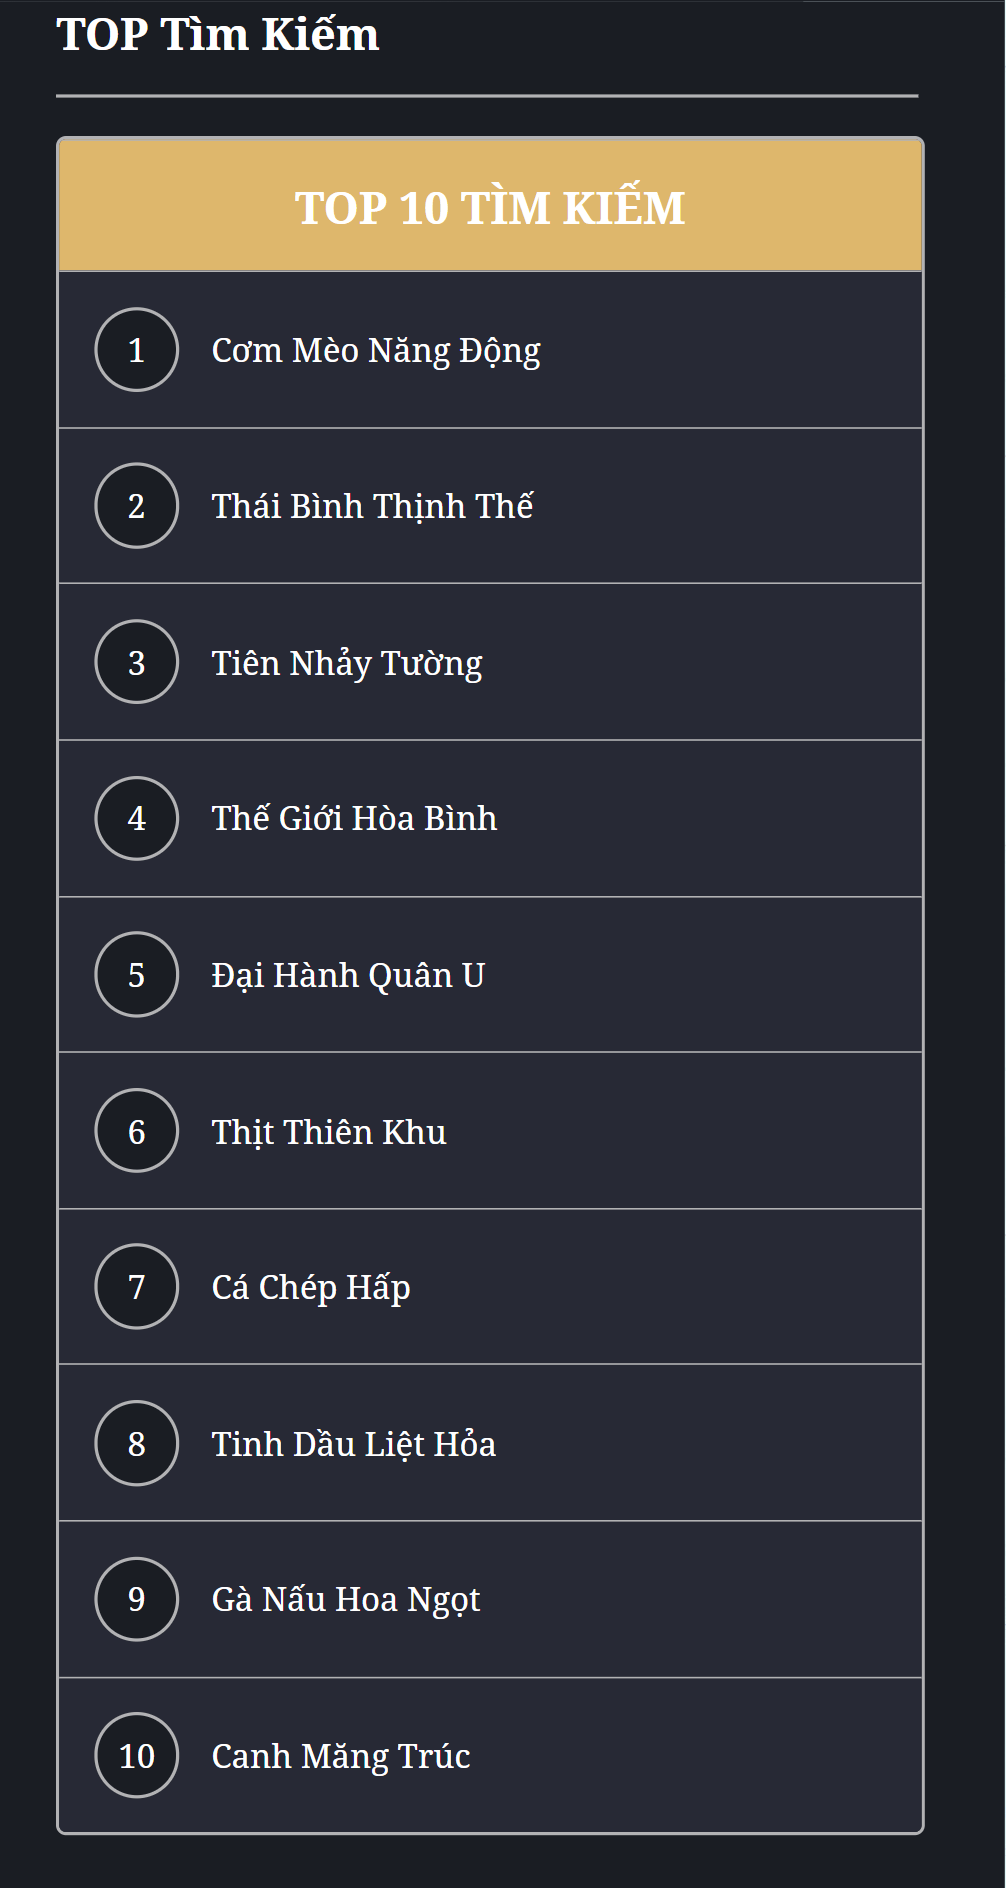 TOP Tìm Kiếm
TOP 10 TÌM KIẾM
1 Cơm Mèo Năng Động
2 Thái Bình Thịnh Thế
3 Tiên Nhảy Tường
4 Thế Giới Hòa Bình
5 Đại Hành Quân U
6 Thịt Thiên Khu
7 Cá Chép Hấp
8 Tinh Dầu Liệt Hỏa
9 Gà Nấu Hoa Ngọt
10 Canh Măng Trúc